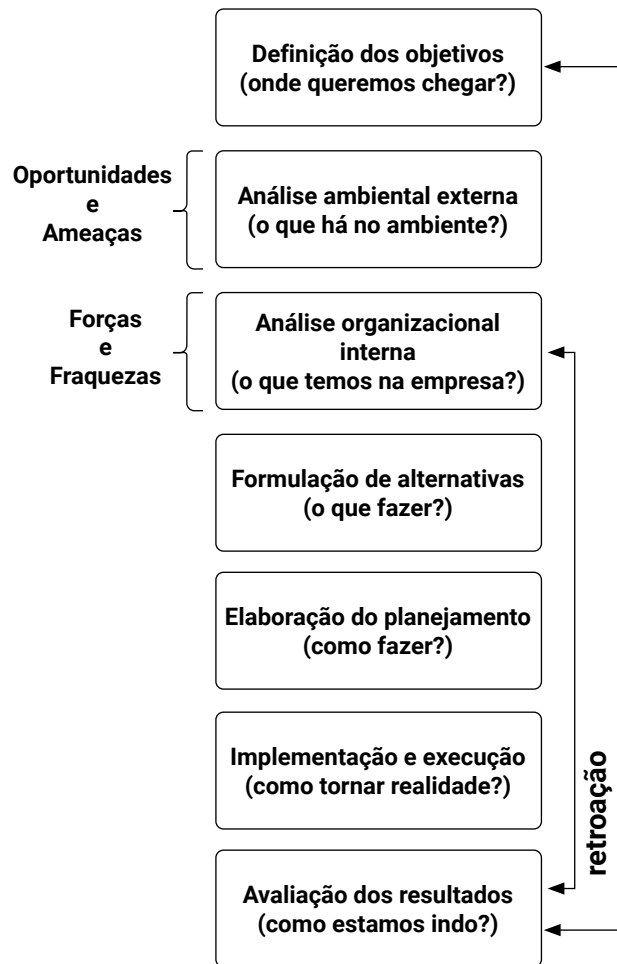 Definição dos objetivos
(onde queremos chegar?)
Oportunidades
e
Ameaças
Análise ambiental externa
(o que há no ambiente?)
Forças
e
Fraquezas
Análise organizacional
interna
(o que temos na empresa?)
Formulação de alternativas
(o que fazer?)
Elaboração do planejamento
(como fazer?)
Implementação e execução
(como tornar realidade?)
retroação
Avaliação dos resultados
(como estamos indo?)